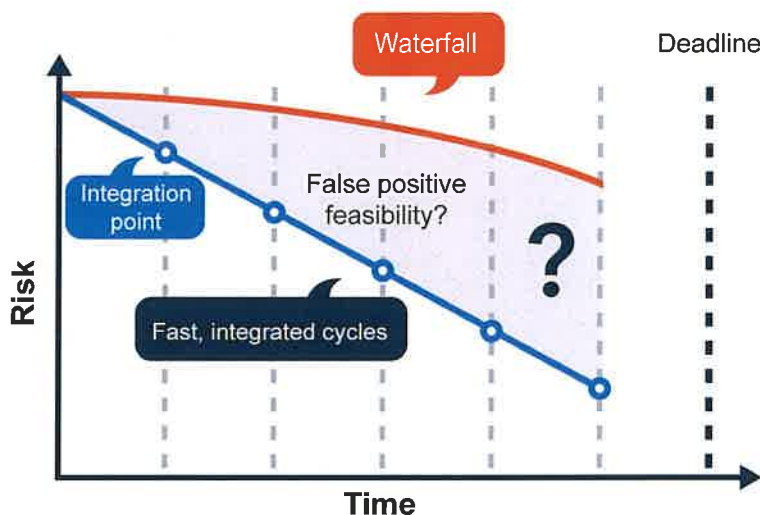 Waterfall
Deadline
Integration
point
False positive
feasibility?
?
Fast, integrated cycles
Risk
Time